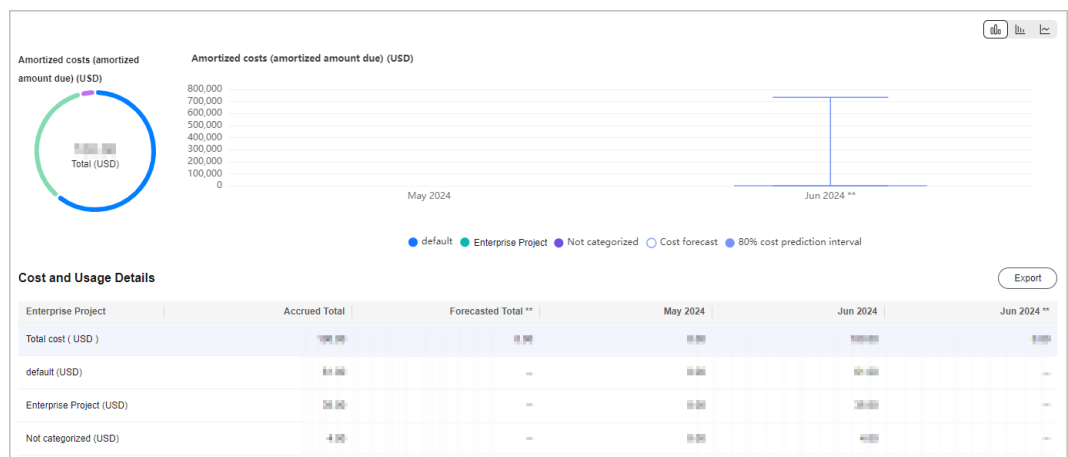 Amortized costs (amortized
amount due) (USD)
Total (USD)
Amortized costs (amortized amount due) (USD)
800,000
700,000
600,000
500,000
400,000
300,000
200,000
100,000
0
May 2024
Jun 2024 **
default
Enterprise Project
Not categorized
Cost forecast
80% cost prediction interval
Cost and Usage Details
Export
Enterprise Project Accrued Total Forecasted Total ** May 2024 Jun 2024 Jun 2024 **
Total cost ( USD )
default (USD)
Enterprise Project (USD)
Not categorized (USD)